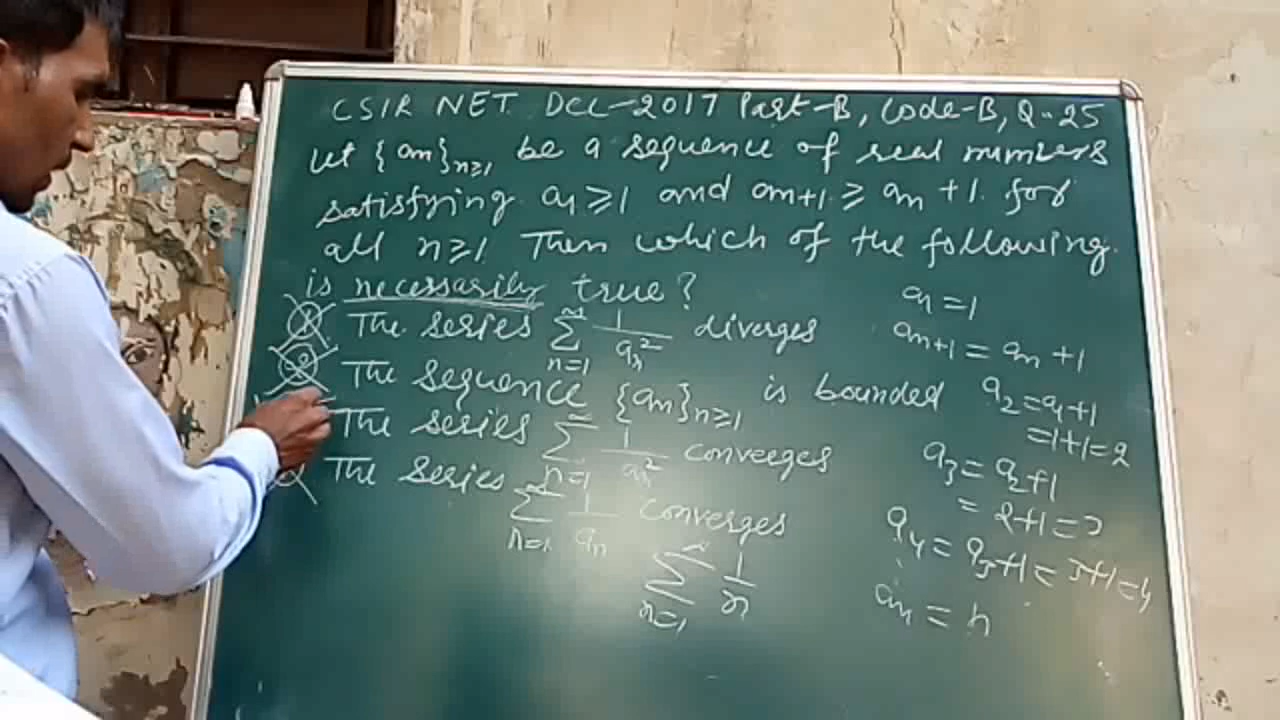 CSIR NET DEC-2017 Part-B, Code-B, Q-25
Let {an}n≥1 be a sequence of real numbers
satisfying a1≥1 and an+1 ≥ an +1 for
all n≥1 Then which of the following
is necessarily true?
The series ∑n=1^∞ 1/an² diverges
2 The sequence {an}n≥1 is bounded
The series ∑n=1^∞ 1/an² converges
The series ∑n=1^∞ 1/an converges
∑n=1^∞ 1/n
a1 =1
an+1 = an +1
a2 = a1+1
=1+1=2
a3 = a2+1
= 2+1=3
a4 = a3+1 = 3+1=4
an = n